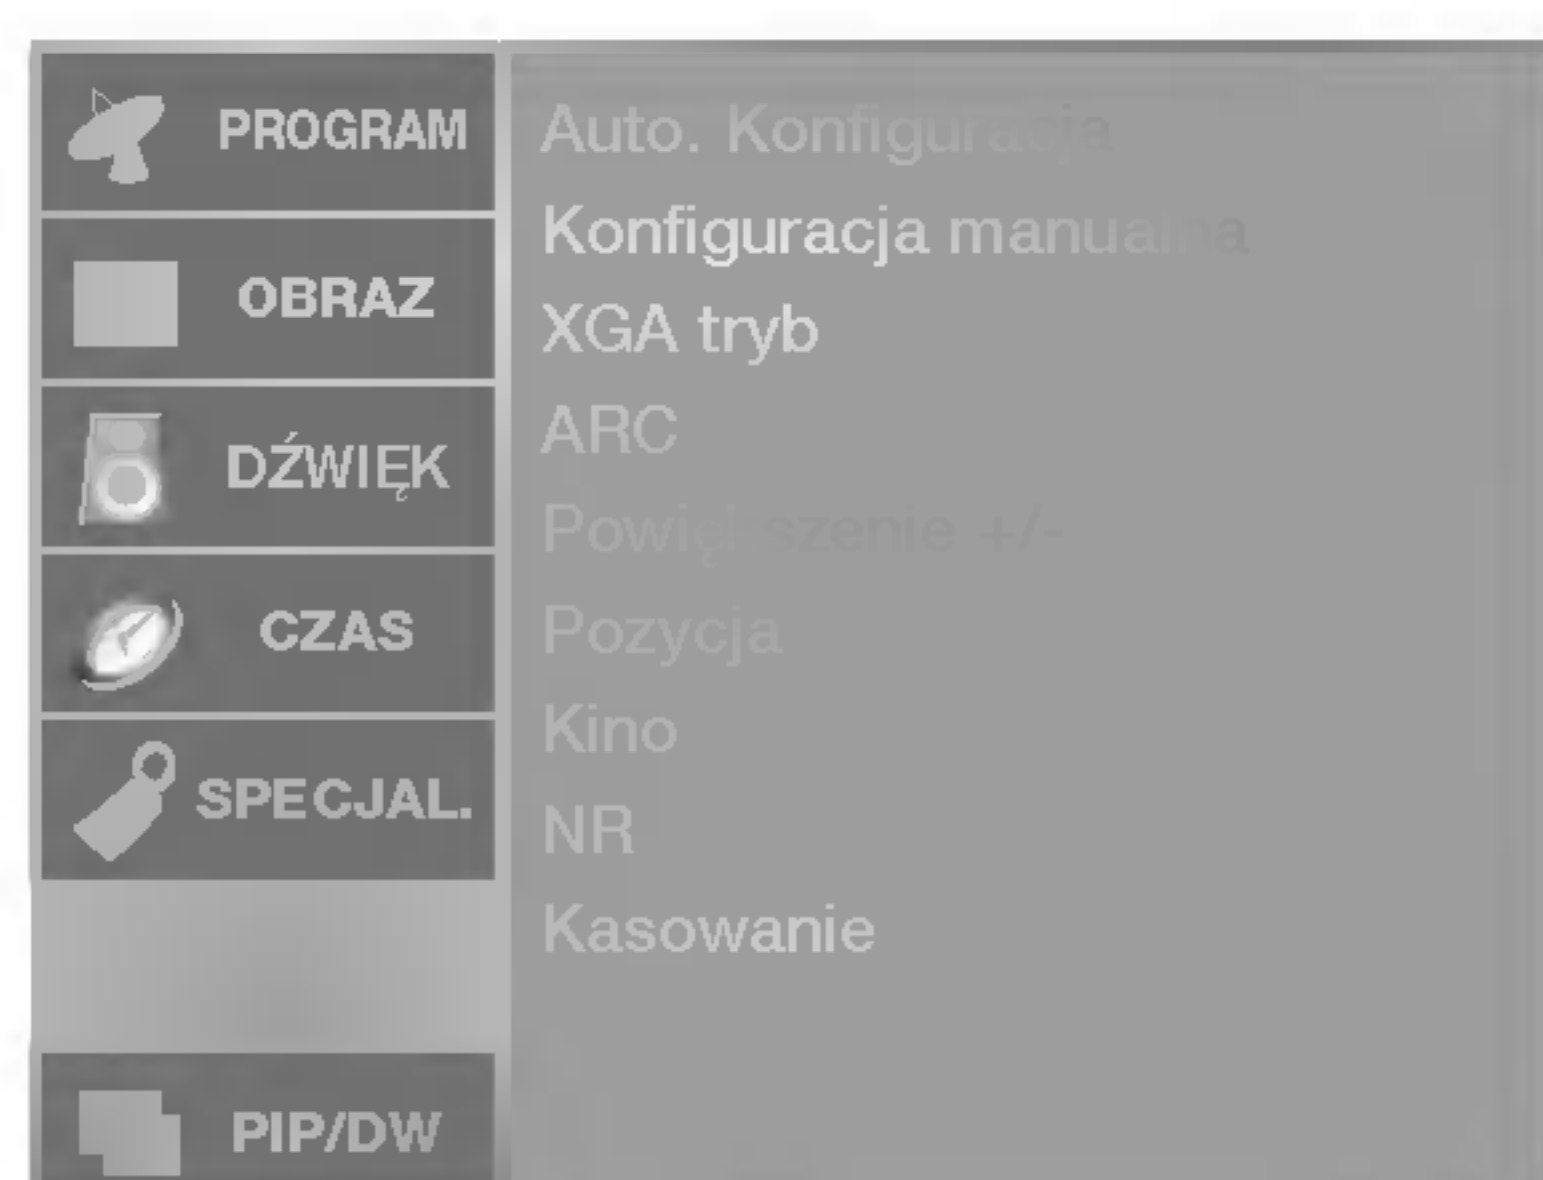 PROGRAM
OBRAZ
DŹWIĘK
CZAS
SPECJAL.
PIP/DW
Auto. Konfiguracja
Konfiguracja manualna
XGA tryb
ARC
Powiększenie +/-
Pozycja
Kino
NR
Kasowanie